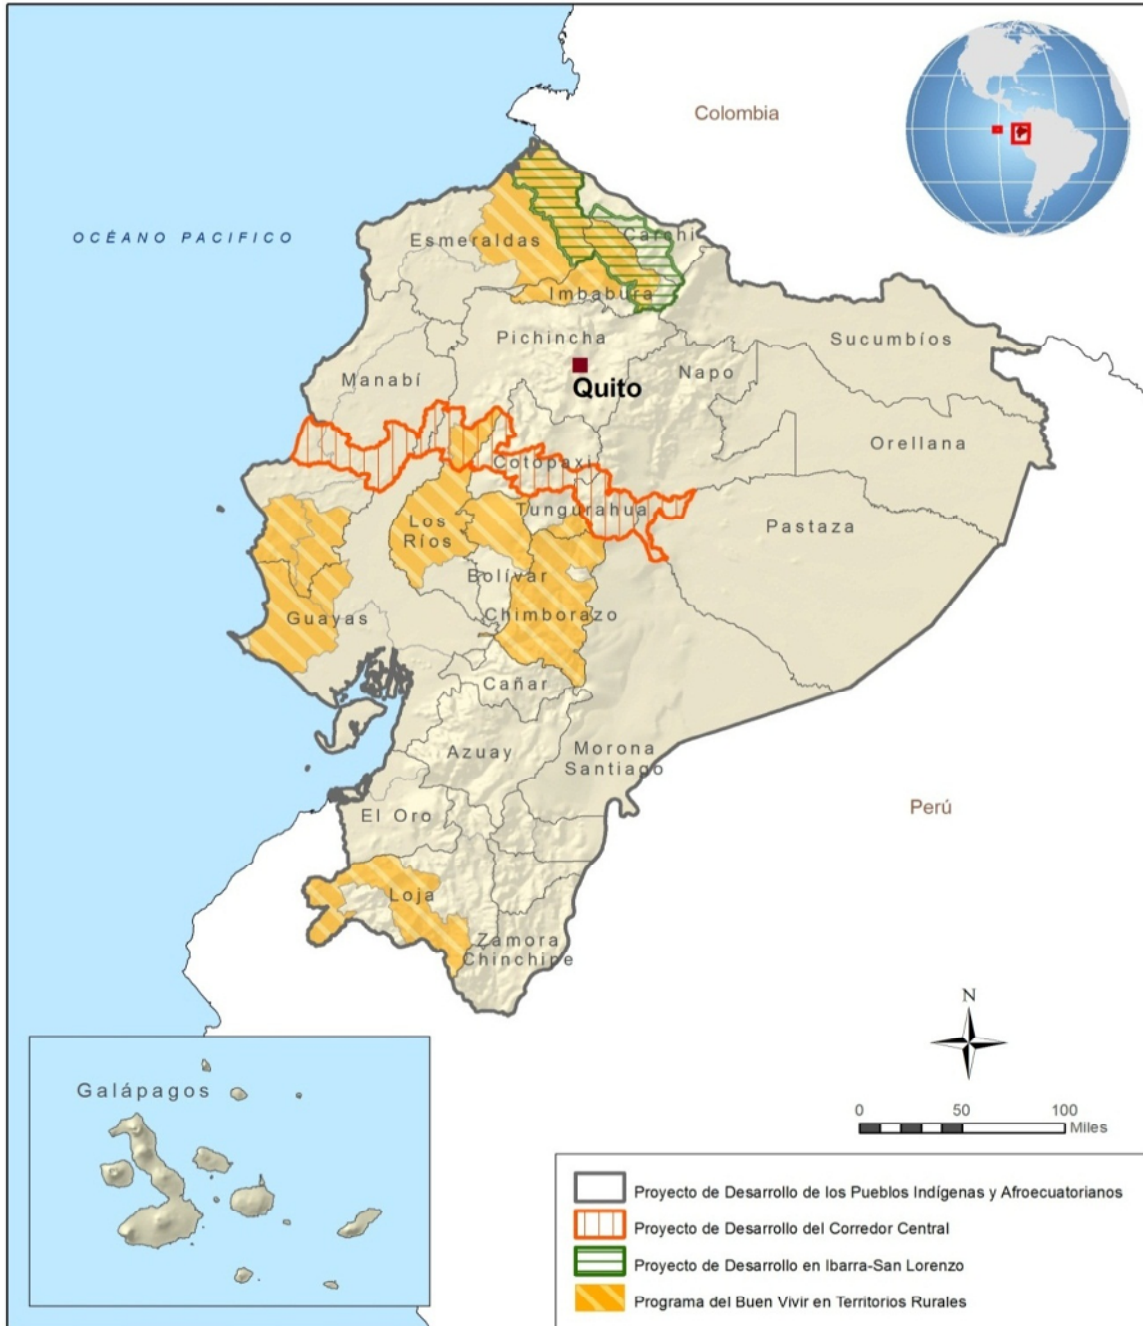 Colombia
OCÉANO PACIFICO
Esmeraldas
Carchi
Imbabura
Pichincha
Sucumbíos
Manabí
Napo
Quito
Orellana
Cotopaxi
Tungurahua
Los
Ríos
Pastaza
Bolívar
Guayas
Chimborazo
Cañar
Azuay
Morona
Santiago
El Oro
Perú
Loja
Zamora
Chinchipe
N
Galápagos
0 50 100
Miles
Proyecto de Desarrollo de los Pueblos Indígenas y Afroecuatorianos
Proyecto de Desarrollo del Corredor Central
Proyecto de Desarrollo en Ibarra-San Lorenzo
Programa del Buen Vivir en Territorios Rurales